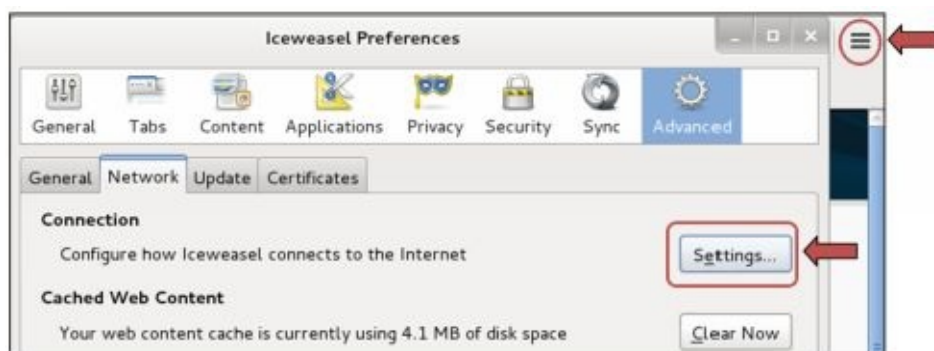 Iceweasel Preferences
General Tabs Content Applications Privacy Security Sync Advanced
General Network Update Certificates
Connection
Configure how Iceweasel connects to the Internet Settings...
Cached Web Content
Your web content cache is currently using 4.1 MB of disk space Clear Now